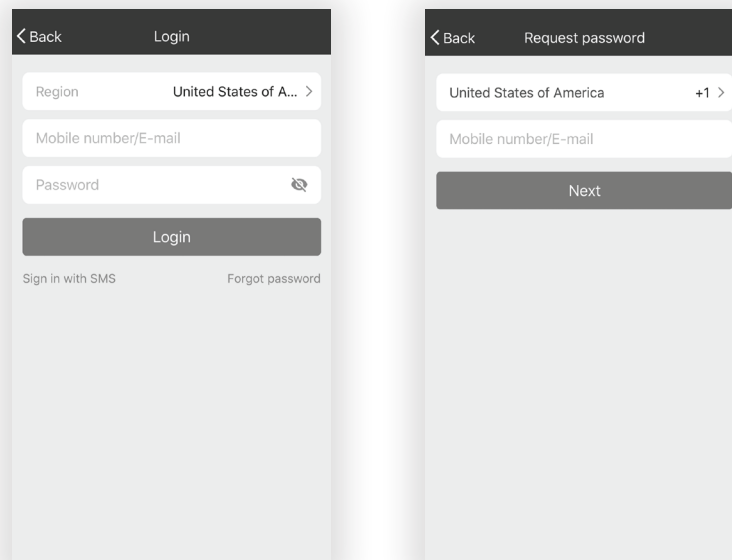 Back Login
Region United States of A...
Mobile number/E-mail
Password
Login
Sign in with SMS Forgot password
Back Request password
United States of America +1
Mobile number/E-mail
Next